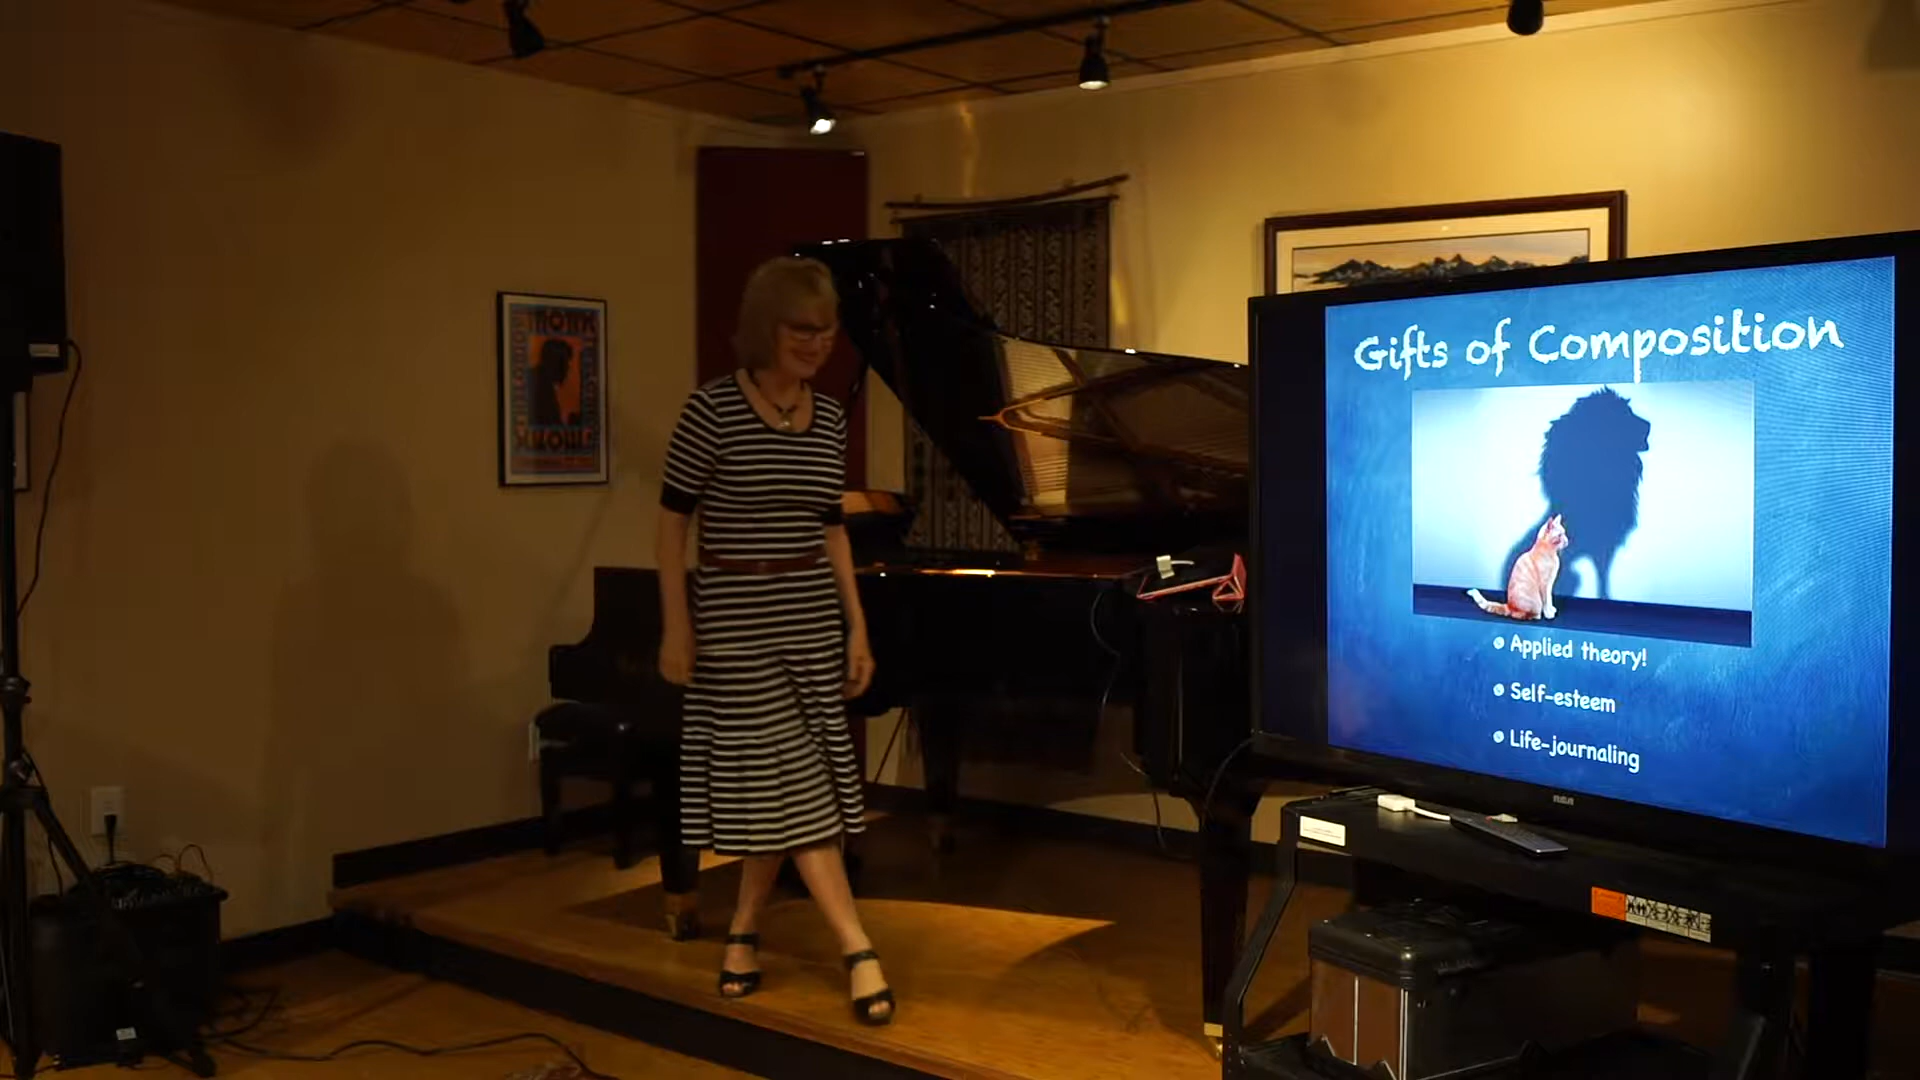 MONK
Gifts of Composition
Applied theory!
Self-esteem
Life-journaling
RCA